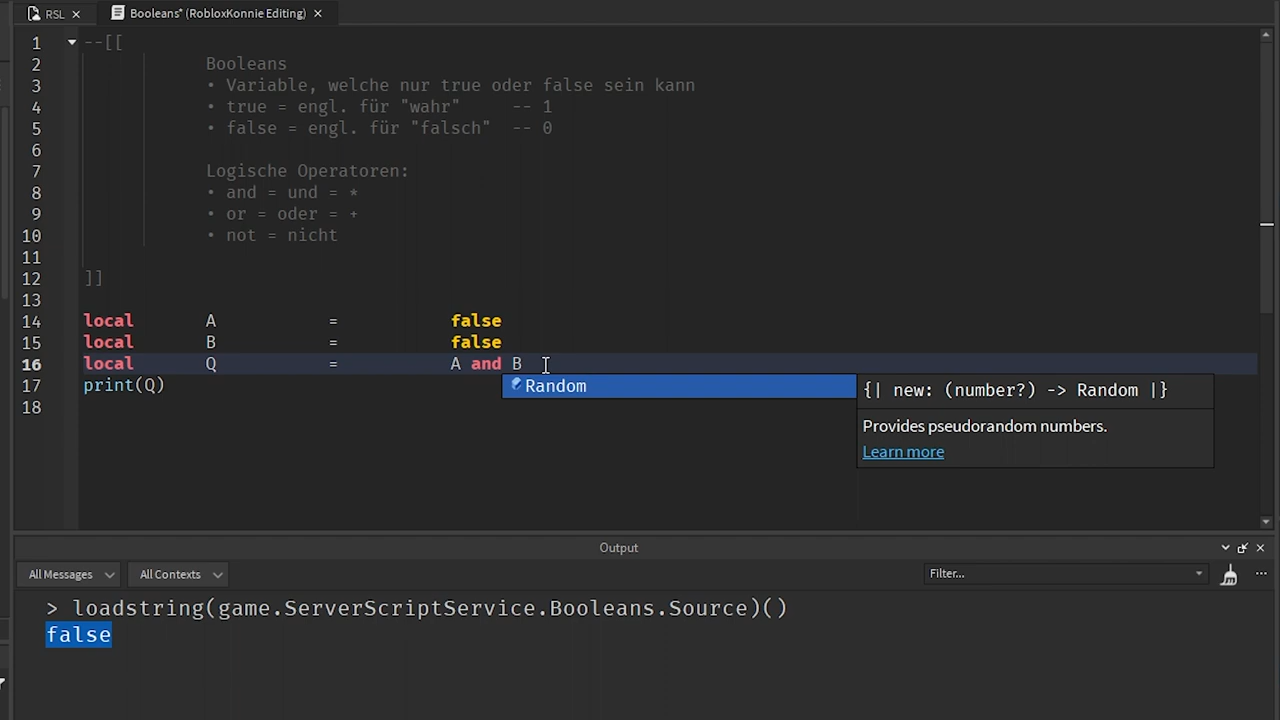 RSL
Booleans* (RobloxKonnie Editing)
1 --[[
2 Booleans
3 • Variable, welche nur true oder false sein kann
4 • true = engl. für "wahr" -- 1
5 • false = engl. für "falsch" -- 0
6
7 Logische Operatoren:
8 • and = und = *
9 • or = oder = +
10 • not = nicht
11
12 ]]
13
14 local A = false
15 local B = false
16 local Q = A and B
17 print(Q)
18
Random
{| new: (number?) -> Random |}
Provides pseudorandom numbers.
Learn more
Output
All Messages All Contexts Filter... ...
> loadstring(game.ServerScriptService.Booleans.Source)()
false